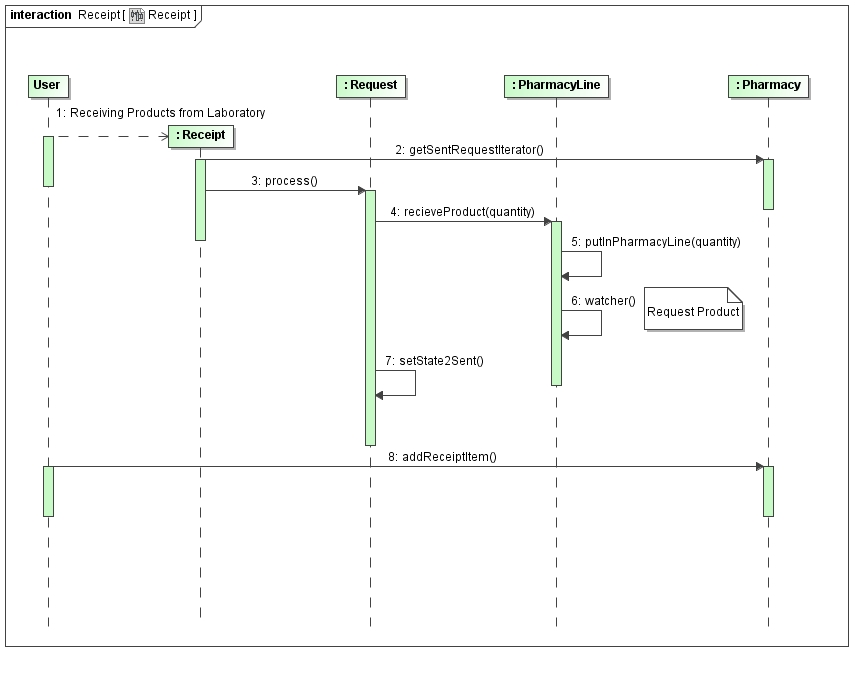 interaction Receipt[ Receipt ]
User
: Request
: PharmacyLine
: Pharmacy
1: Receiving Products from Laboratory
: Receipt
2: getSentRequestIterator()
3: process()
4: recieveProduct(quantity)
5: putInPharmacyLine(quantity)
6: watcher()
Request Product
7: setState2Sent()
8: addReceiptItem()